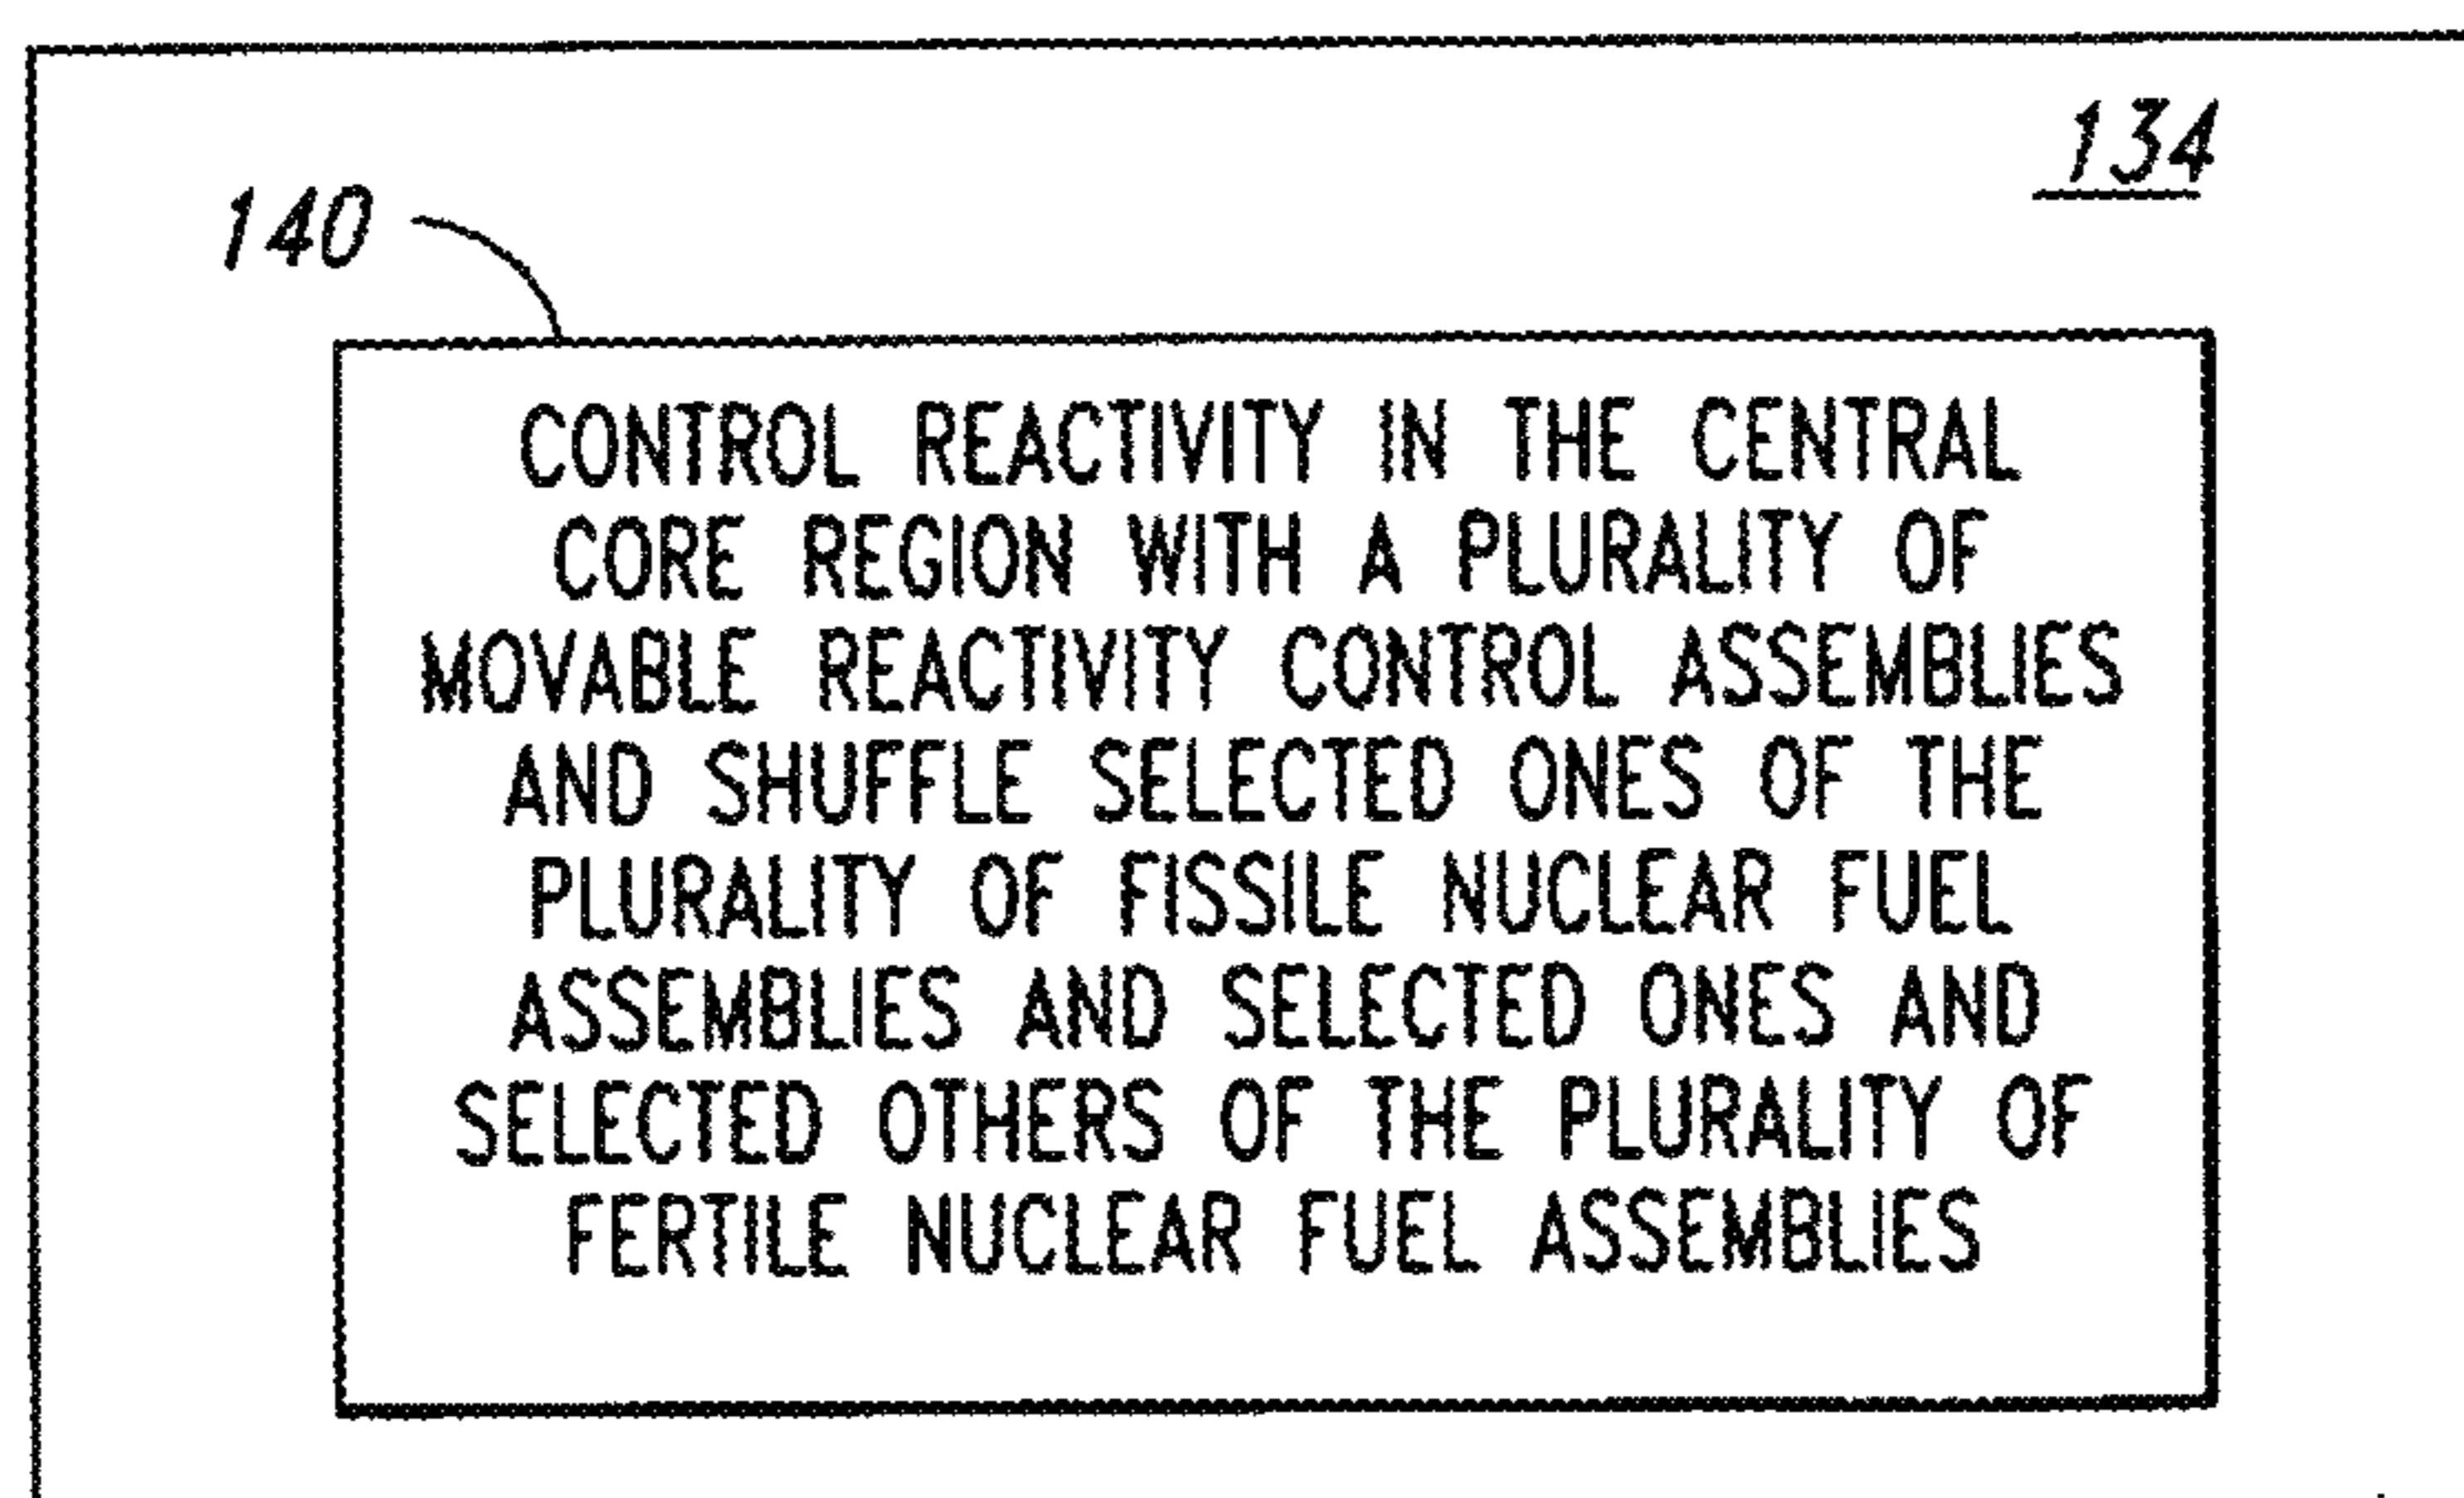 134
140
CONTROL REACTIVITY IN THE CENTRAL
CORE REGION WITH A PLURALITY OF
MOVABLE REACTIVITY CONTROL ASSEMBLIES
AND SHUFFLE SELECTED ONES OF THE
PLURALITY OF FISSILE NUCLEAR FUEL
ASSEMBLIES AND SELECTED ONES AND
SELECTED OTHERS OF THE PLURALITY OF
FERTILE NUCLEAR FUEL ASSEMBLIES